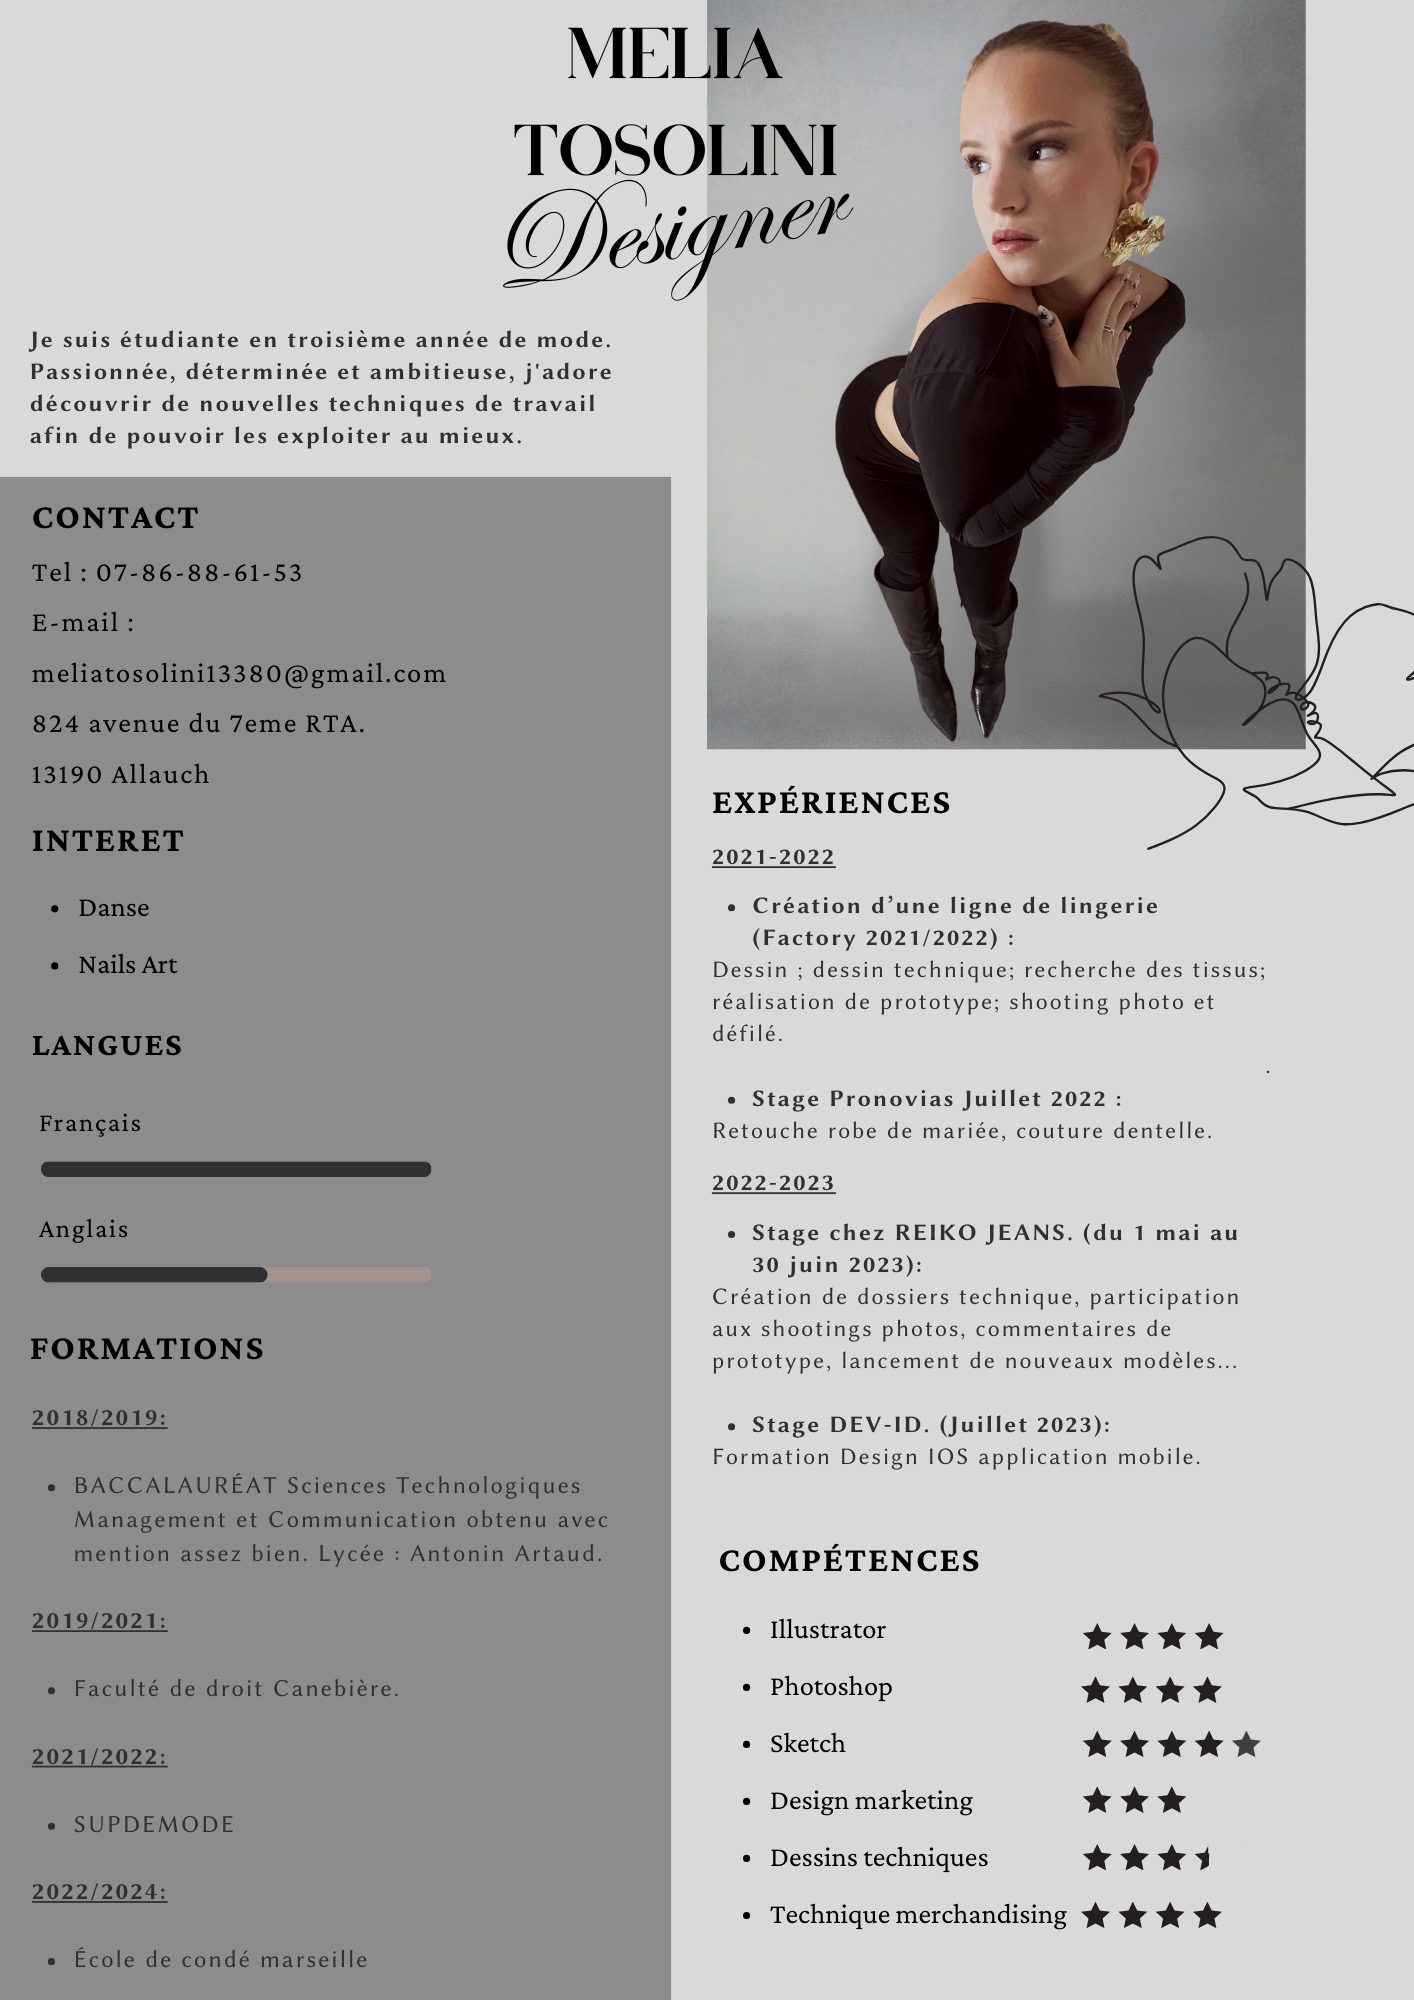 MELIA
TOSOLINI
Designer
Je suis étudiante en troisième année de mode.
Passionnée, déterminée et ambitieuse, j'adore
découvrir de nouvelles techniques de travail
afin de pouvoir les exploiter au mieux.
CONTACT
Tel : 07-86-88-61-53
E-mail :
meliatosolini13380@gmail.com
824 avenue du 7eme RTA.
13190 Allauch
INTERET
• Danse
• Nails Art
LANGUES
Français
Anglais
FORMATIONS
2018/2019:
• BACCALAURÉAT Sciences Technologiques
Management et Communication obtenu avec
mention assez bien. Lycée : Antonin Artaud.
2019/2021:
• Faculté de droit Canebière.
2021/2022:
• SUPDEMODE
2022/2024:
• École de condé marseille
EXPÉRIENCES
2021-2022
• Création d’une ligne de lingerie
(Factory 2021/2022) :
Dessin ; dessin technique; recherche des tissus;
réalisation de prototype; shooting photo et
défilé.
.
• Stage Pronovias Juillet 2022 :
Retouche robe de mariée, couture dentelle.
2022-2023
• Stage chez REIKO JEANS. (du 1 mai au
30 juin 2023):
Création de dossiers technique, participation
aux shootings photos, commentaires de
prototype, lancement de nouveaux modèles...
• Stage DEV-ID. (Juillet 2023):
Formation Design IOS application mobile.
COMPÉTENCES
• Illustrator
• Photoshop
• Sketch
• Design marketing
• Dessins techniques
• Technique merchandising